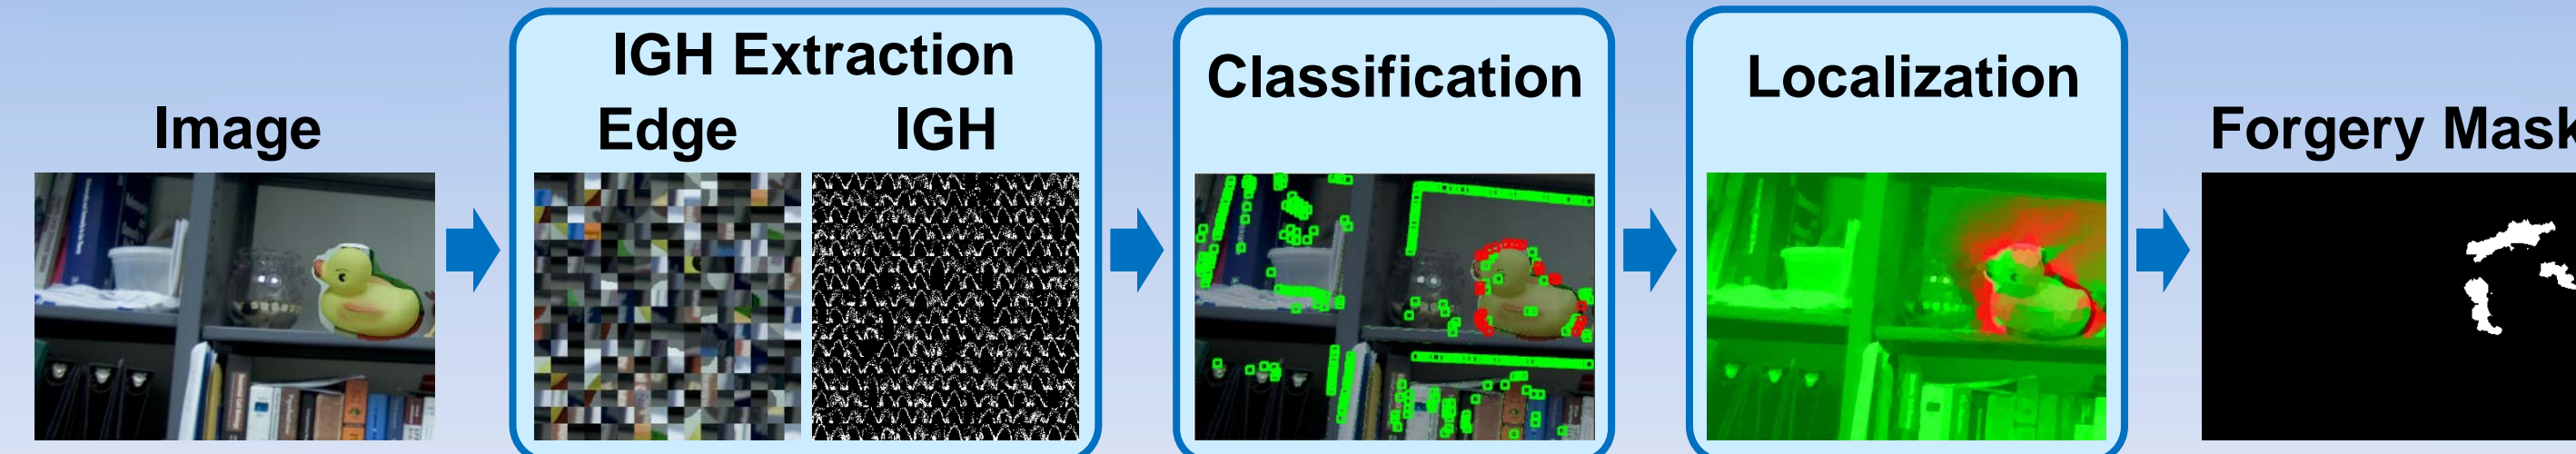 IGH Extraction
Classification
Localization
Image
Edge
IGH
Forgery Mask